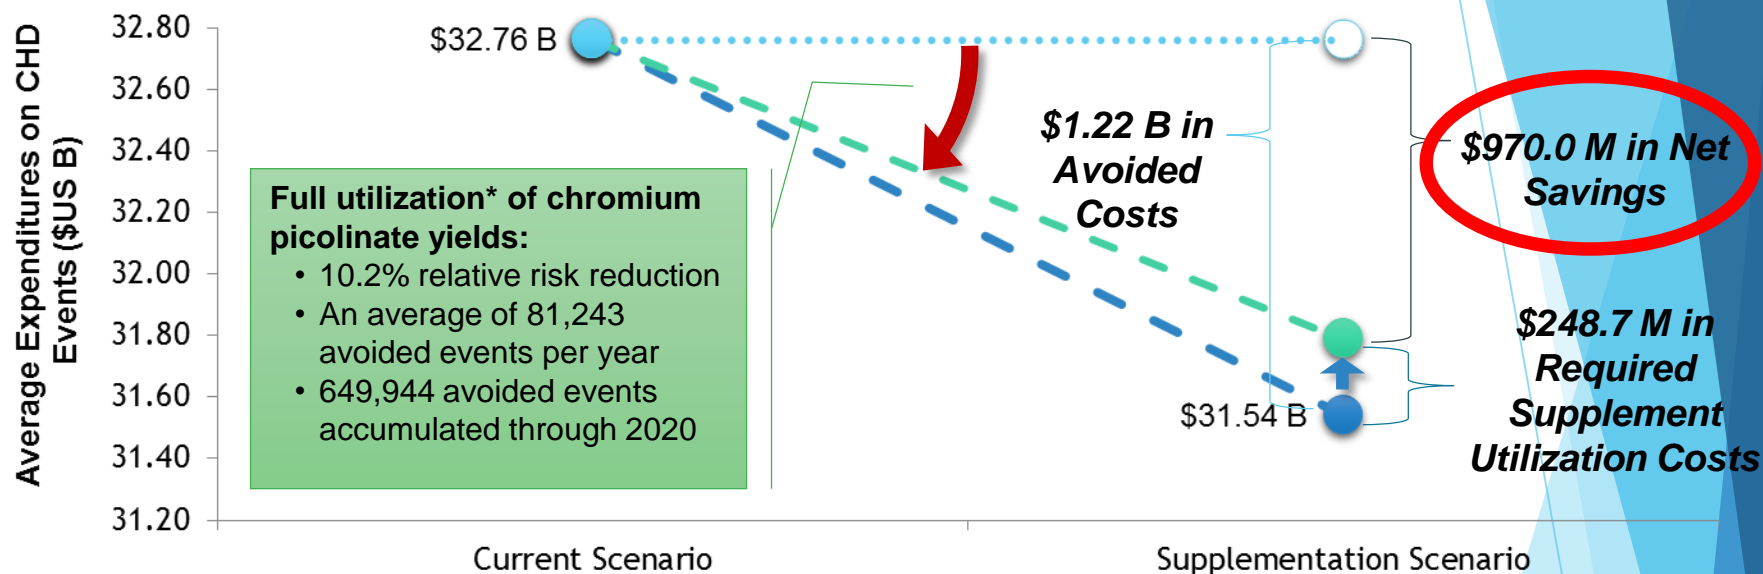 Average Expenditures on CHD
Events ($US B)
32.80
32.60
32.40
32.20
32.00
31.80
31.60
31.40
31.20
$32.76 B
$1.22 B in
Avoided
Costs
$970.0 M in Net
Savings
Full utilization* of chromium
picolinate yields:
• 10.2% relative risk reduction
• An average of 81,243
avoided events per year
• 649,944 avoided events
accumulated through 2020
$31.54 B
$248.7 M in
Required
Supplement
Utilization Costs
Current Scenario
Supplementation Scenario